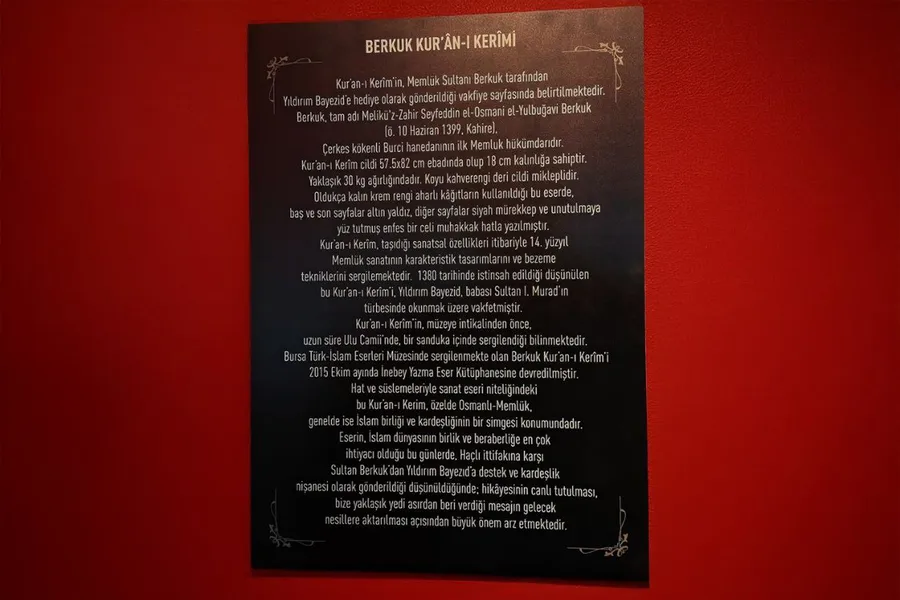 BERKUK KUR'ÂN-I KERÎMİ
Kur'an-ı Kerîm'in, Memlük Sultanı Berkuk tarafından
Yıldırım Bayezid'e hediye olarak gönderildiği vakfiye sayfasında belirtilmektedir.
Berkuk, tam adı Melikü'z-Zahir Seyfeddin el-Osmani el-Yulbuğavi Berkuk
(ö. 10 Haziran 1399, Kahire),
Çerkes kökenli Burci hanedanının ilk Memluk hükümdarıdır.
Kur'an-ı Kerîm cildi 57.5x82 cm ebadında olup 18 cm kalınlığa sahiptir.
Yaklaşık 30 kg ağırlığındadır. Koyu kahverengi deri cildi mikleplidir.
Oldukça kalın krem rengi aharlı kâğıtların kullanıldığı bu eserde,
baş ve son sayfalar altın yaldız, diğer sayfalar siyah mürekkep ve unutulmaya
yüz tutmuş enfes bir celi muhakkak hatla yazılmıştır.
Kur'an-ı Kerîm, taşıdığı sanatsal özellikleri itibariyle 14. yüzyıl
Memlük sanatının karakteristik tasarımlarını ve bezeme
tekniklerini sergilemektedir. 1380 tarihinde istinsah edildiği düşünülen
bu Kur'an-ı Kerîm'i, Yıldırım Bayezid, babası Sultan I. Murad'ın
türbesinde okunmak üzere vakfetmiştir.
Kur'an-ı Kerîm'in, müzeye intikalinden önce,
uzun süre Ulu Camii'nde, bir sanduka içinde sergilendiği bilinmektedir.
Bursa Türk-İslam Eserleri Müzesinde sergilenmekte olan Berkuk Kur'an-ı Kerîm'i
2015 Ekim ayında İnebey Yazma Eser Kütüphanesine devredilmiştir.
Hat ve süslemeleriyle sanat eseri niteliğindeki
bu Kur'an-ı Kerim, özelde Osmanlı-Memlük,
genelde ise İslam birliği ve kardeşliğinin bir simgesi konumundadır.
Eserin, İslam dünyasının birlik ve beraberliğe en çok
ihtiyacı olduğu bu günlerde, Haçlı ittifakına karşı
Sultan Berkuk'dan Yıldırım Bayezid'a destek ve kardeşlik
nişanesi olarak gönderildiği düşünüldüğünde; hikâyesinin canlı tutulması,
bize yaklaşık yedi asırdan beri verdiği mesajın gelecek
nesillere aktarılması açısından büyük önem arz etmektedir.